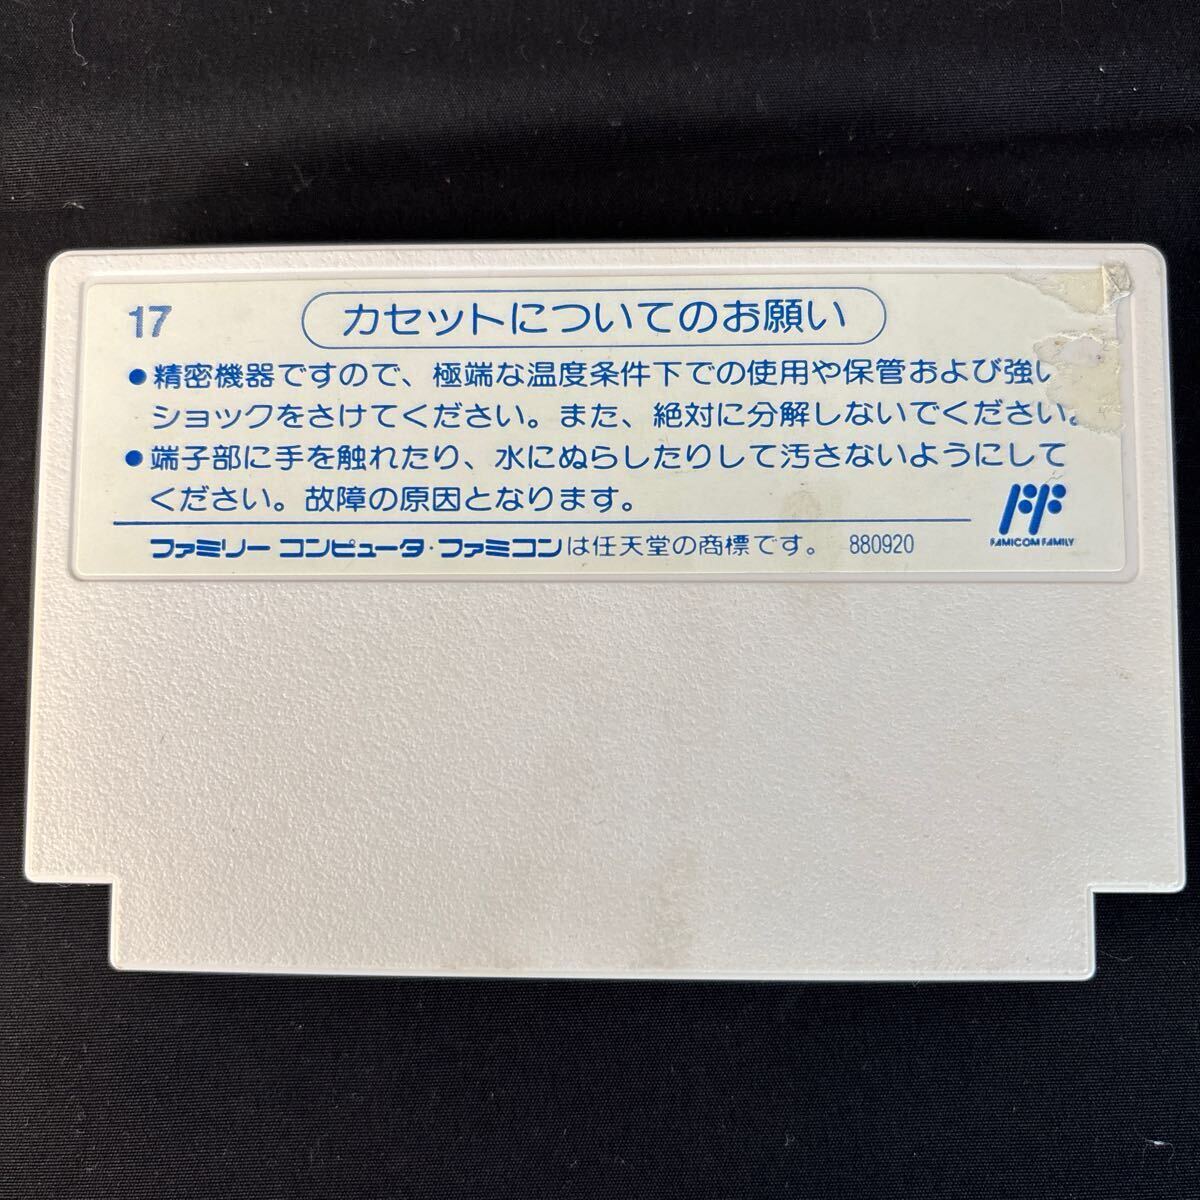 17
カセットについてのお願い
●精密機器ですので、極端な温度条件下での使用や保管および強い
ショックをさけてください。また、絶対に分解しないでください。
●端子部に手を触れたり、水にぬらしたりして汚さないようにして
ください。故障の原因となります。
ファミリーコンピュータ・ファミコンは任天堂の商標です。 880920
FAMICOM FAMILY